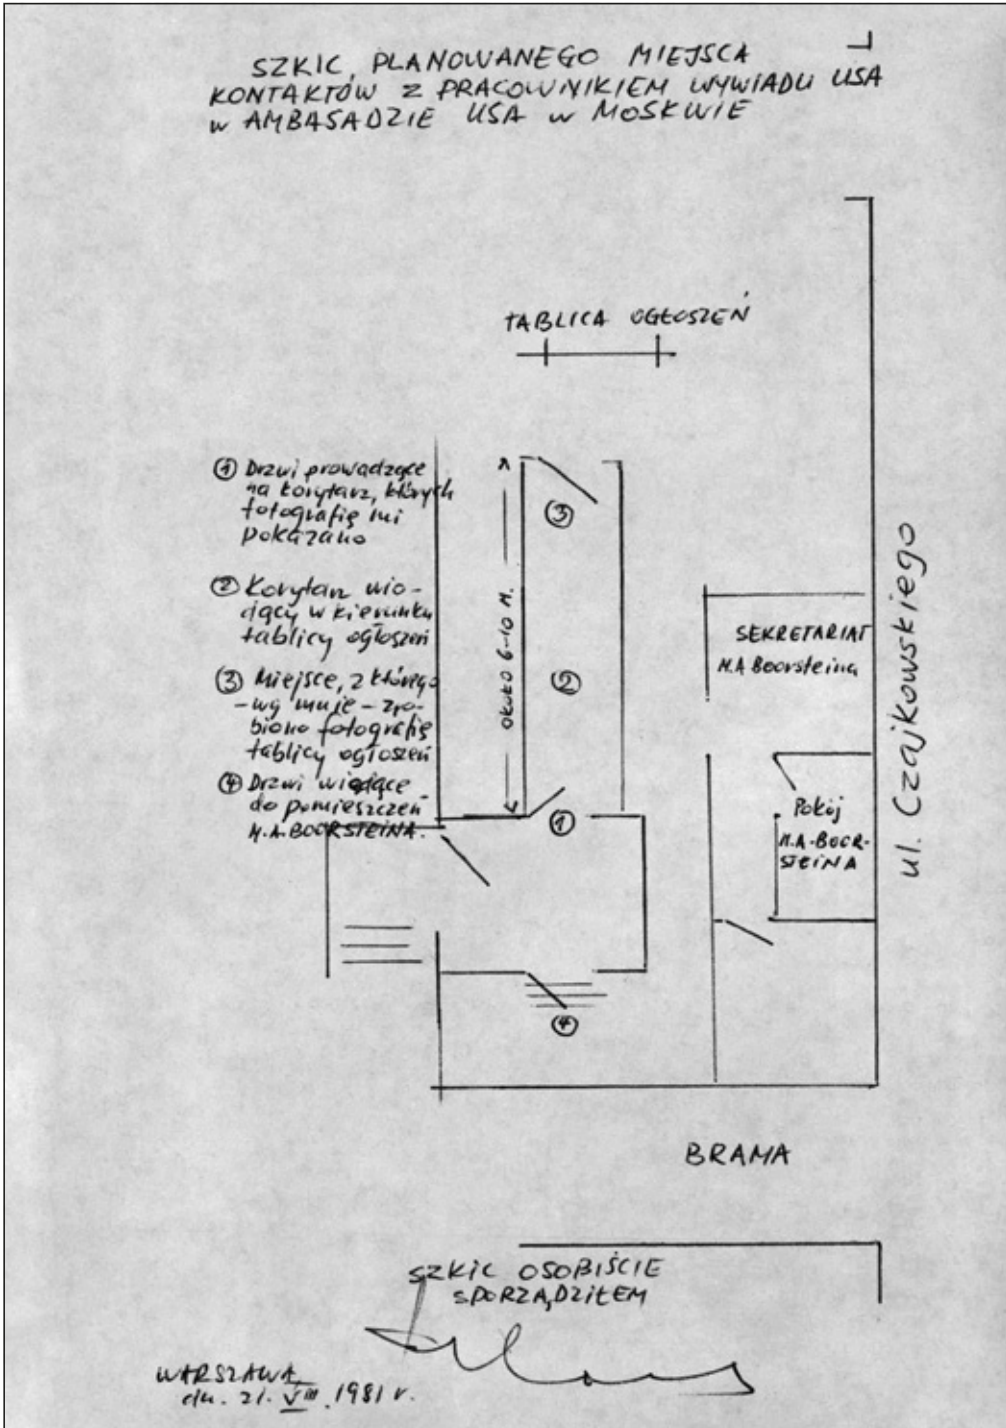 SZKIC PLANOWANEGO MIEJSCA
KONTAKTÓW Z PRACOWNIKIEM WYWIADU USA
w AMBASADZIE USA w MOSKWIE
TABLICA OGŁOSZEŃ
① Drzwi prowadzące
na korytarz, których
fotografię mi
pokazano
② Korytarz wio-
dący w kierunku
tablicy ogłoszeń
③ Miejsce, z którego
- wg mnie - zro-
biono fotografię
tablicy ogłoszeń
④ Drzwi wiodące
do pomieszczeń
M.A. BOORSTEINA.
OKOŁO 6-10 M.
③
②
①
④
SEKRETARIAT
M.A Boorsteina
Pokój
M.A. BOOR-
STEINA
ul. Czajkowskiego
BRAMA
SZKIC OSOBIŚCIE
SPORZĄDZIŁEM
WARSZAWA,
dn. 21. VIII 1981 r.